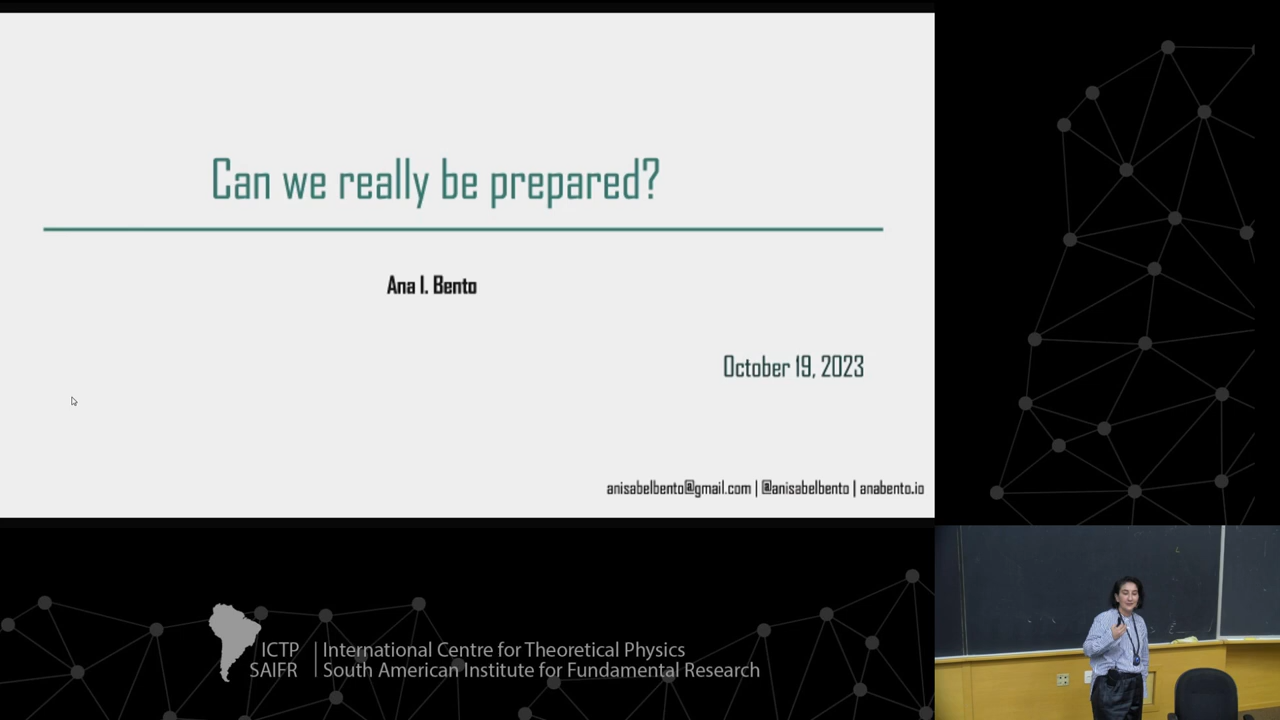 Can we really be prepared?
Ana I. Bento
October 19, 2023
anisabelbento@gmail.com | @anisabelbento | anabento.io
ICTP
SAIFR
International Centre for Theoretical Physics
South American Institute for Fundamental Research